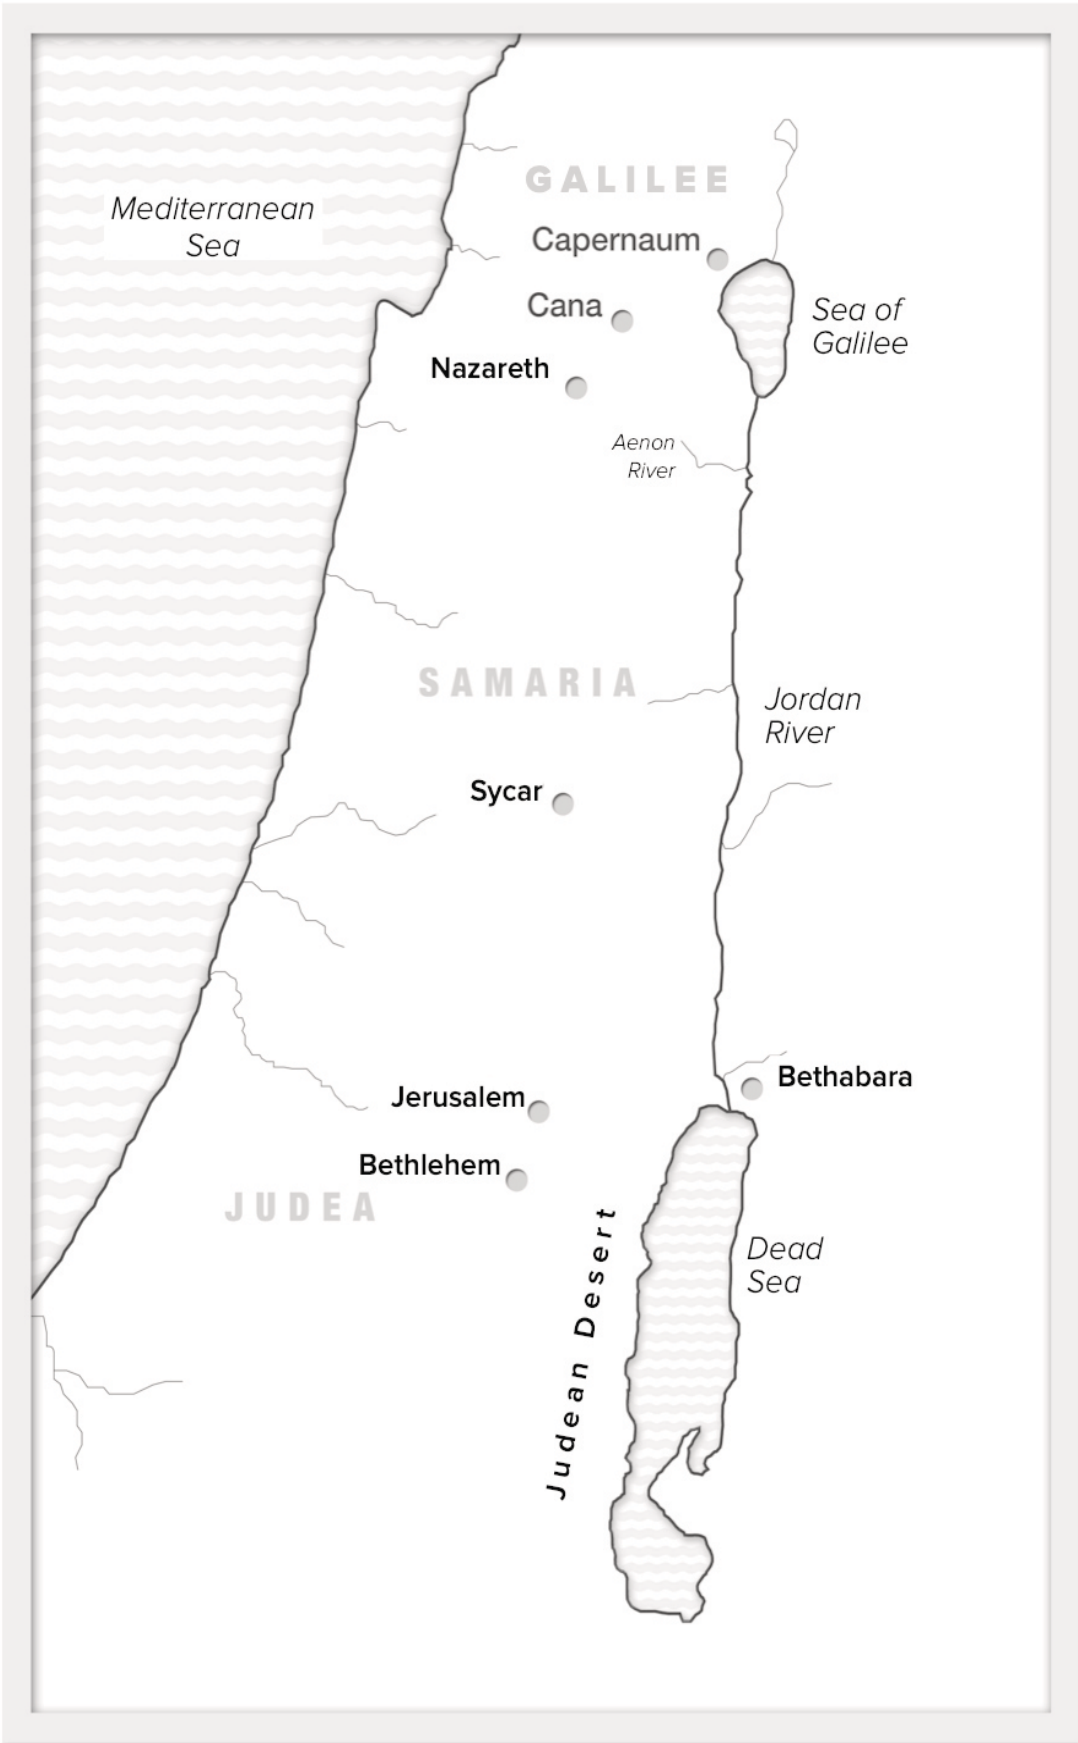 GALILEE
Mediterranean
Sea
Capernaum
Cana
Sea of
Galilee
Nazareth
Aenon
River
SAMARIA
Jordan
River
Sycar
Bethabara
Jerusalem
Bethlehem
JUDEA
Judean Desert
Dead
Sea